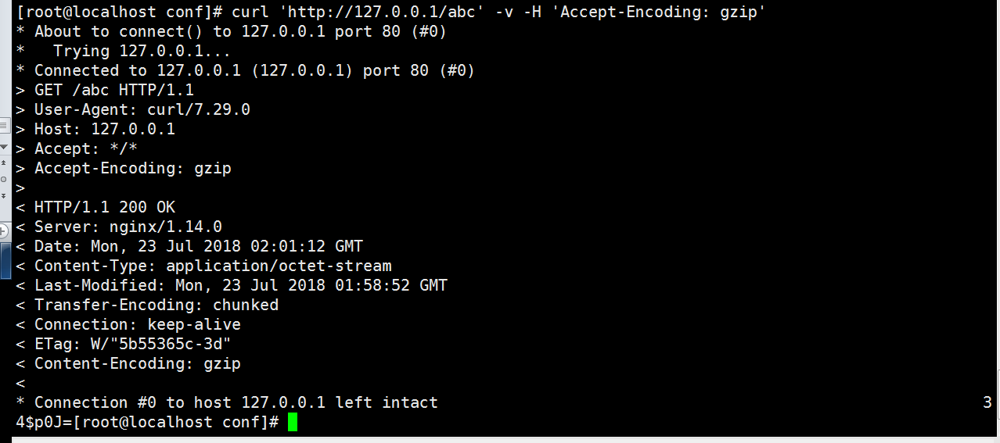 [root@localhost conf]# curl 'http://127.0.0.1/abc' -v -H 'Accept-Encoding: gzip'
* About to connect() to 127.0.0.1 port 80 (#0)
*   Trying 127.0.0.1...
* Connected to 127.0.0.1 (127.0.0.1) port 80 (#0)
> GET /abc HTTP/1.1
> User-Agent: curl/7.29.0
> Host: 127.0.0.1
> Accept: */*
> Accept-Encoding: gzip
>
< HTTP/1.1 200 OK
< Server: nginx/1.14.0
< Date: Mon, 23 Jul 2018 02:01:12 GMT
< Content-Type: application/octet-stream
< Last-Modified: Mon, 23 Jul 2018 01:58:52 GMT
< Transfer-Encoding: chunked
< Connection: keep-alive
< ETag: W/"5b55365c-3d"
< Content-Encoding: gzip
<
* Connection #0 to host 127.0.0.1 left intact 3
4$p0J=[root@localhost conf]#